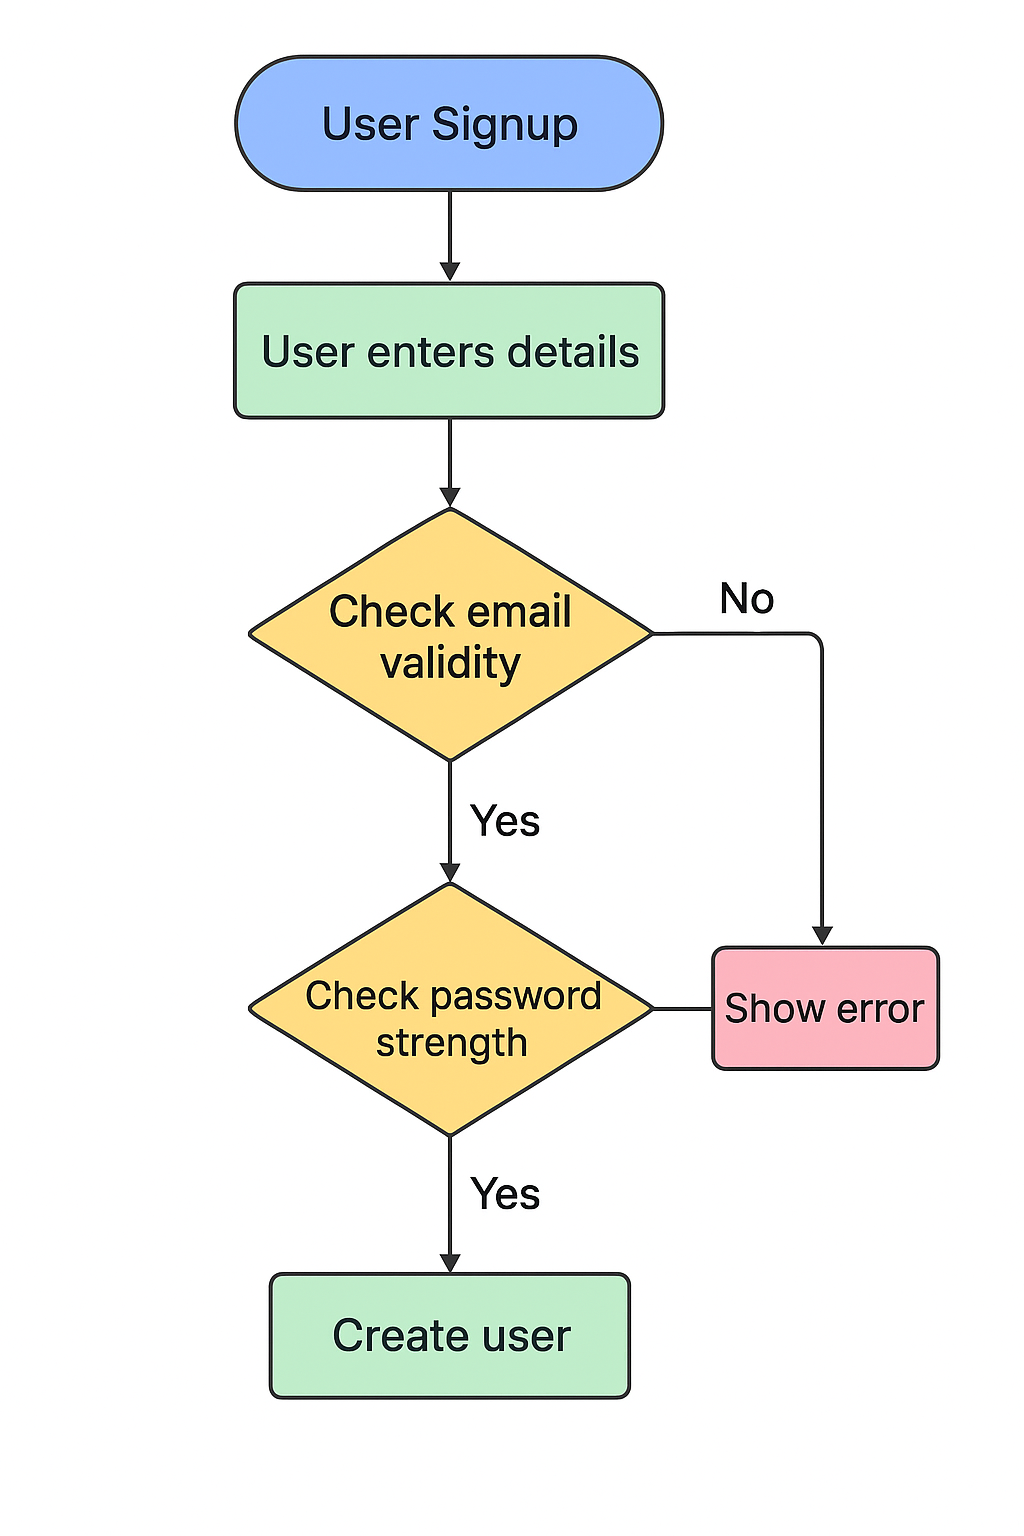 User Signup
User enters details
Check email
validity
No
Yes
Check password
strength
Show error
Yes
Create user